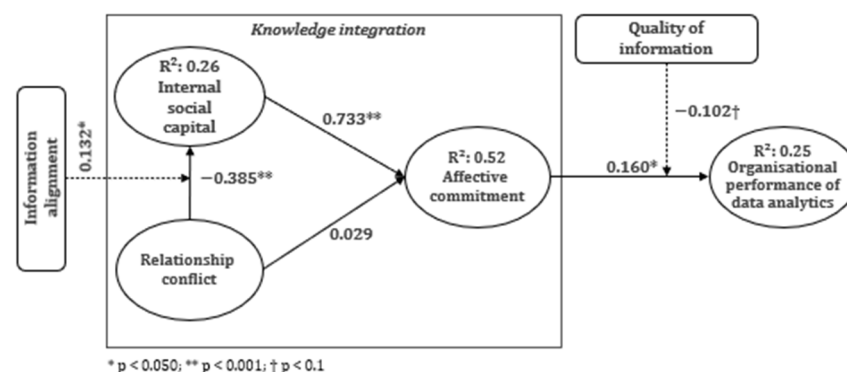 Knowledge integration
Quality of
information
R²: 0.26
Internal
social
capital
Information
alignment
0.132*
−0.385**
0.733**
−0.102†
R²: 0.52
Affective
commitment
0.160*
R²: 0.25
Organisational
performance of
data analytics
0.029
Relationship
conflict
* p < 0.050; ** p < 0.001; † p < 0.1